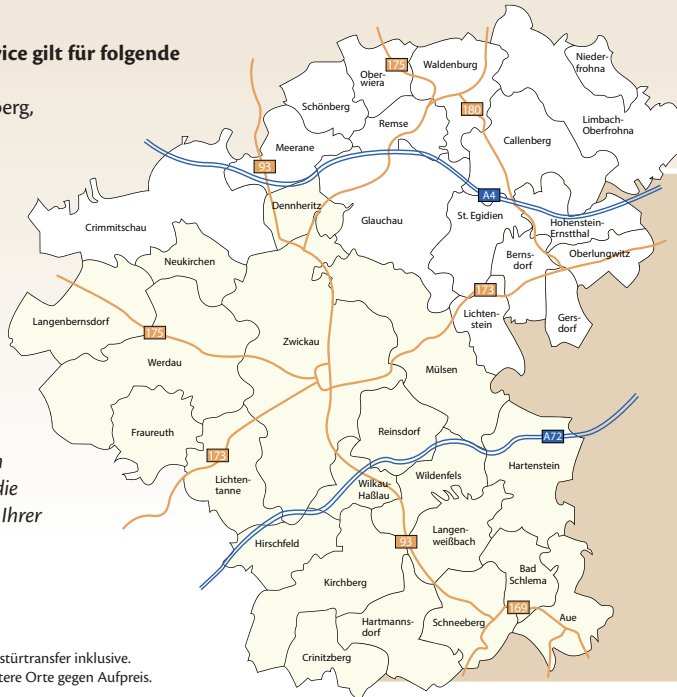 vice gilt für folgende
berg,
175
Waldenburg
Nieder-
frohna
Ober-
wiera
Schönberg
180
Limbach-
Oberfrohna
Remse
Callenberg
Meerane
93
A4
Dennheritz
Glauchau
St. Egidien
Hohenstein-
Ernstthal
Crimmitschau
Oberlungwitz
Berns-
dorf
Neukirchen
173
Langenbernsdorf
Lichten-
stein
Gers-
dorf
175
Zwickau
Werdau
Mülsen
Fraureuth
Reinsdorf
A72
173
Hartenstein
Lichten-
tanne
Wildenfels
Wilkau-
Haßlau
die
Ihrer
Langen-
weißbach
93
Hirschfeld
Bad
Schlema
Kirchberg
169
Aue
Hartmanns-
dorf
Schneeberg
Crinitzberg
stürtransfer inklusive.
tere Orte gegen Aufpreis.